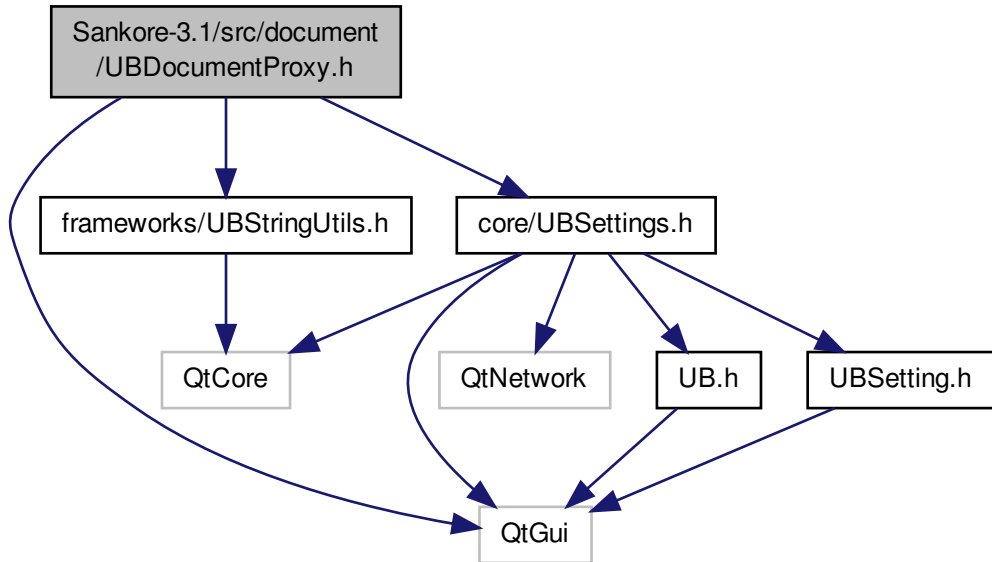 Sankore-3.1/src/document
/UBDocumentProxy.h
frameworks/UBStringUtils.h
core/UBSettings.h
QtCore
QtNetwork
UB.h
UBSetting.h
QtGui